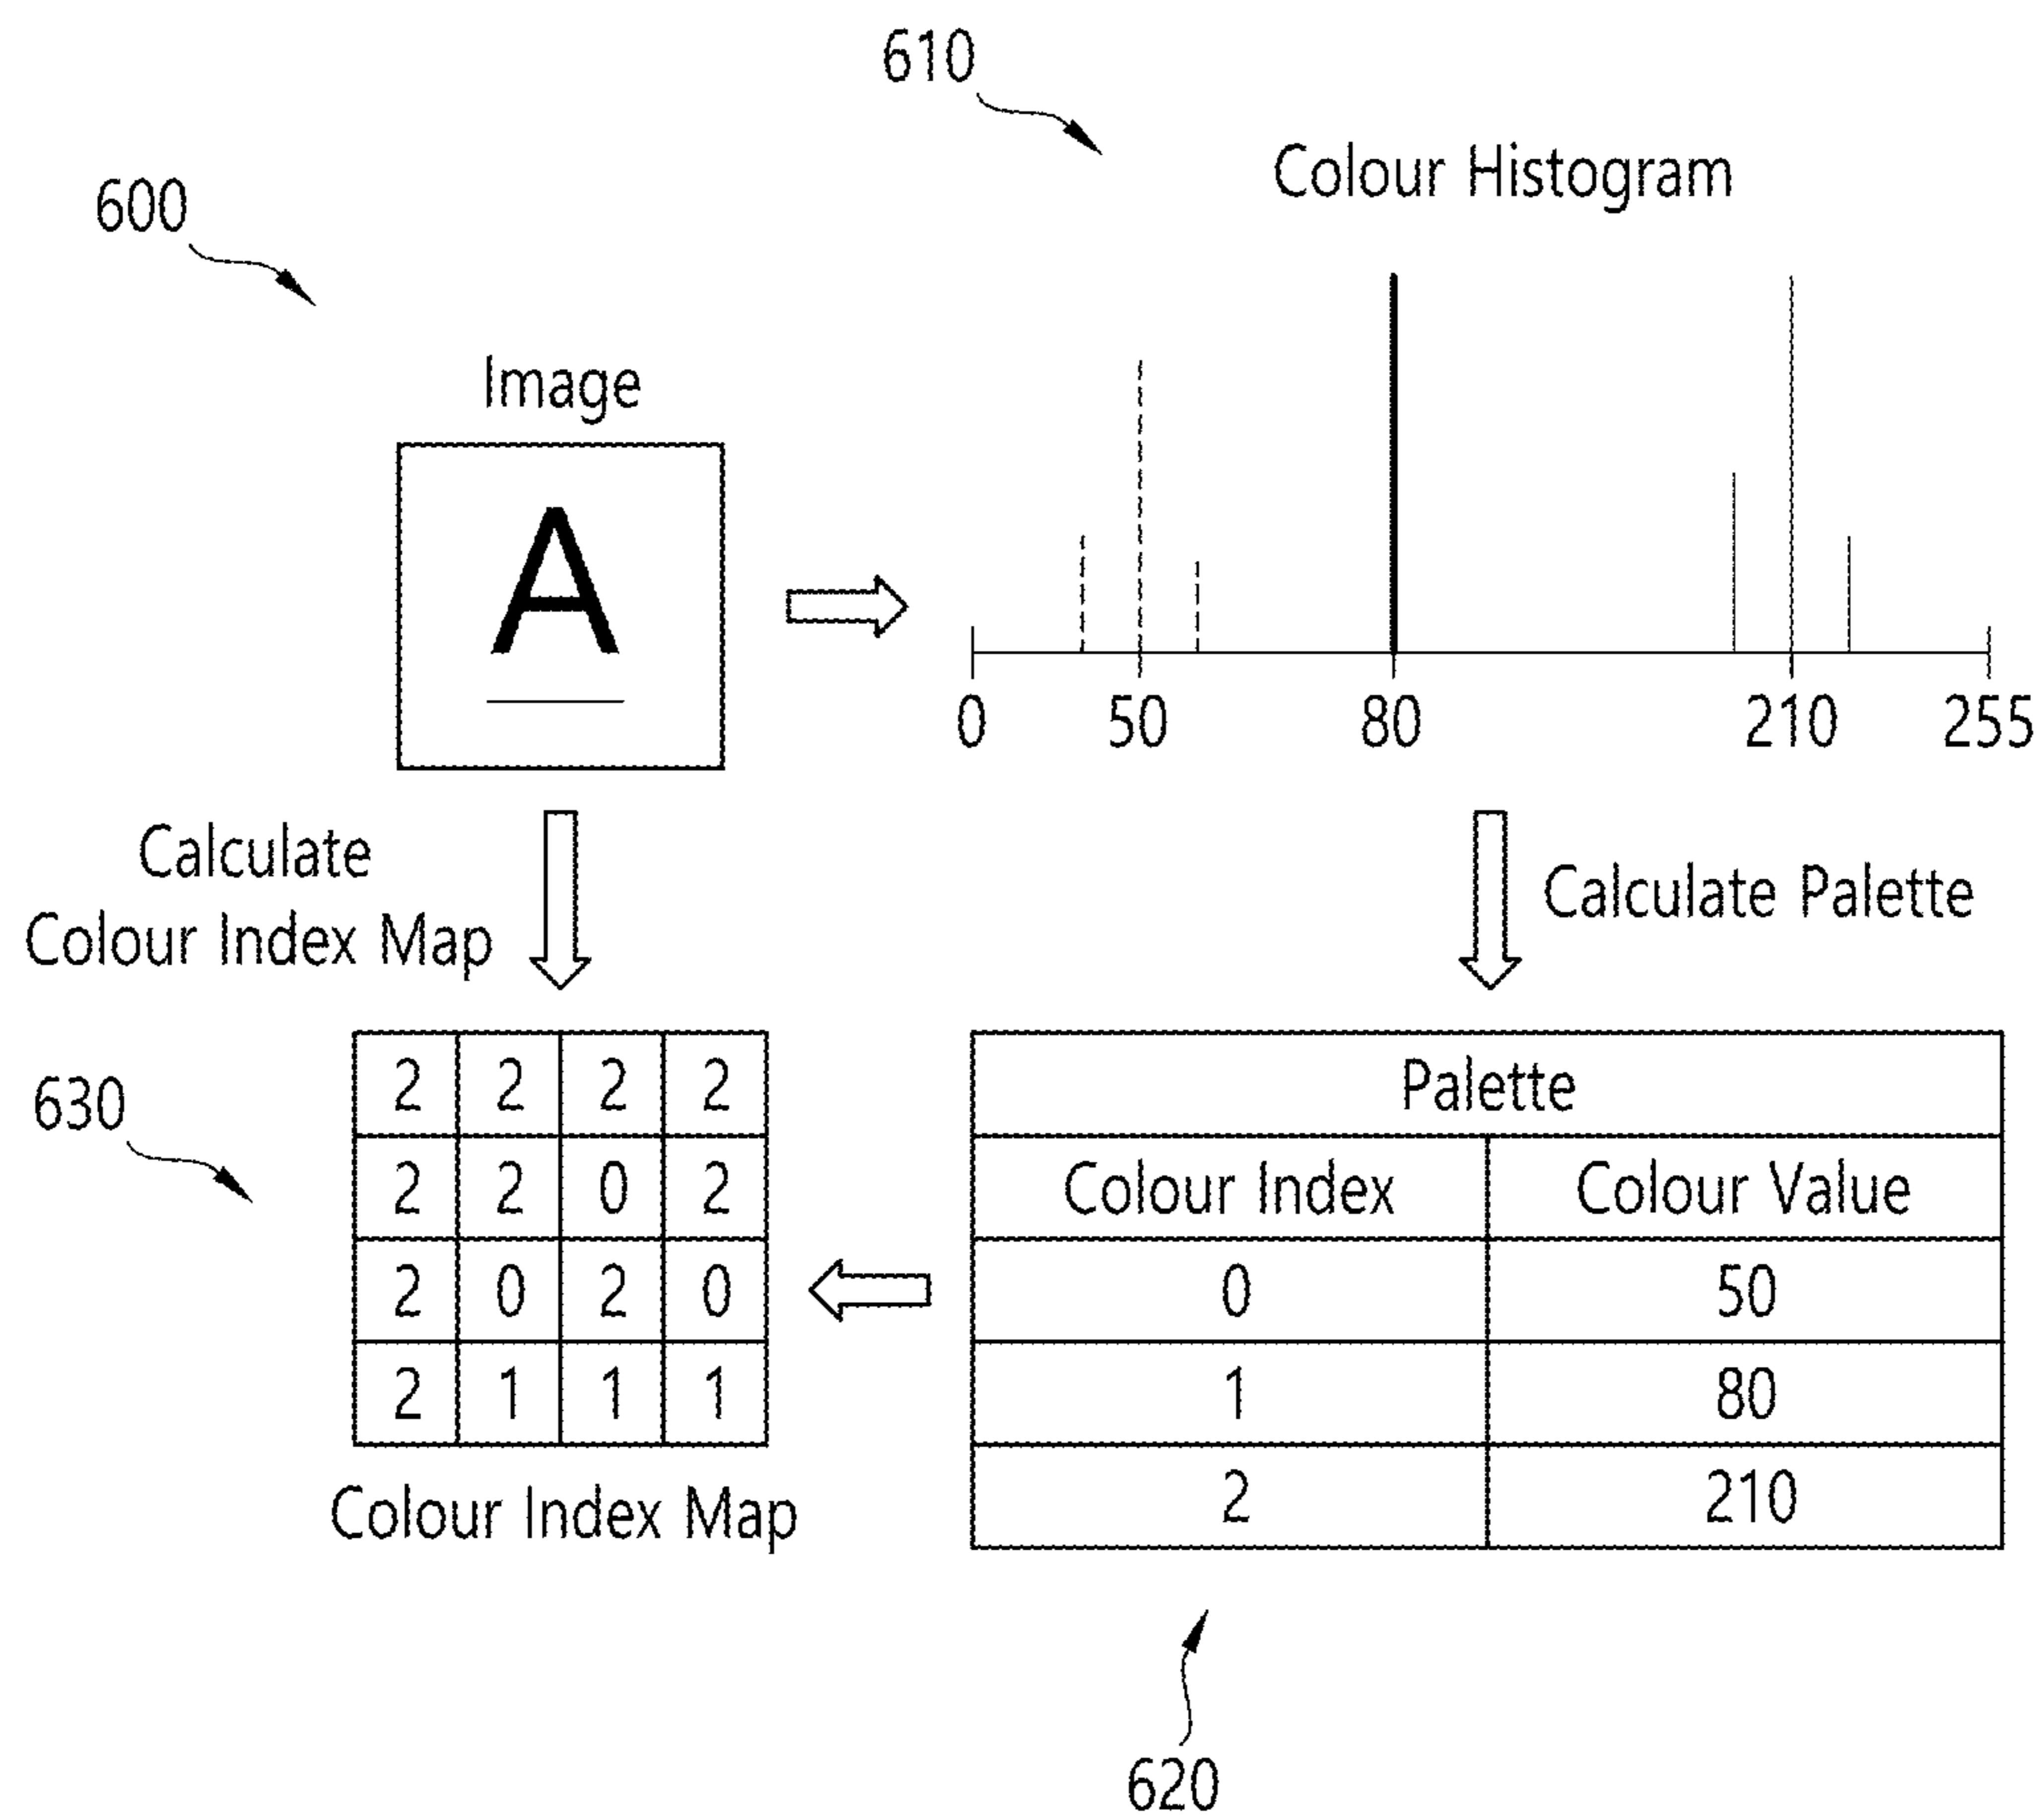 610
Colour Histogram
600
Image
A
0 50 80 210 255
Calculate
Colour Index Map
Calculate Palette
630
2 2 2 2
2 2 0 2
2 0 2 0
2 1 1 1
Colour Index Map
Palette
Colour Index Colour Value
0 50
1 80
2 210
620